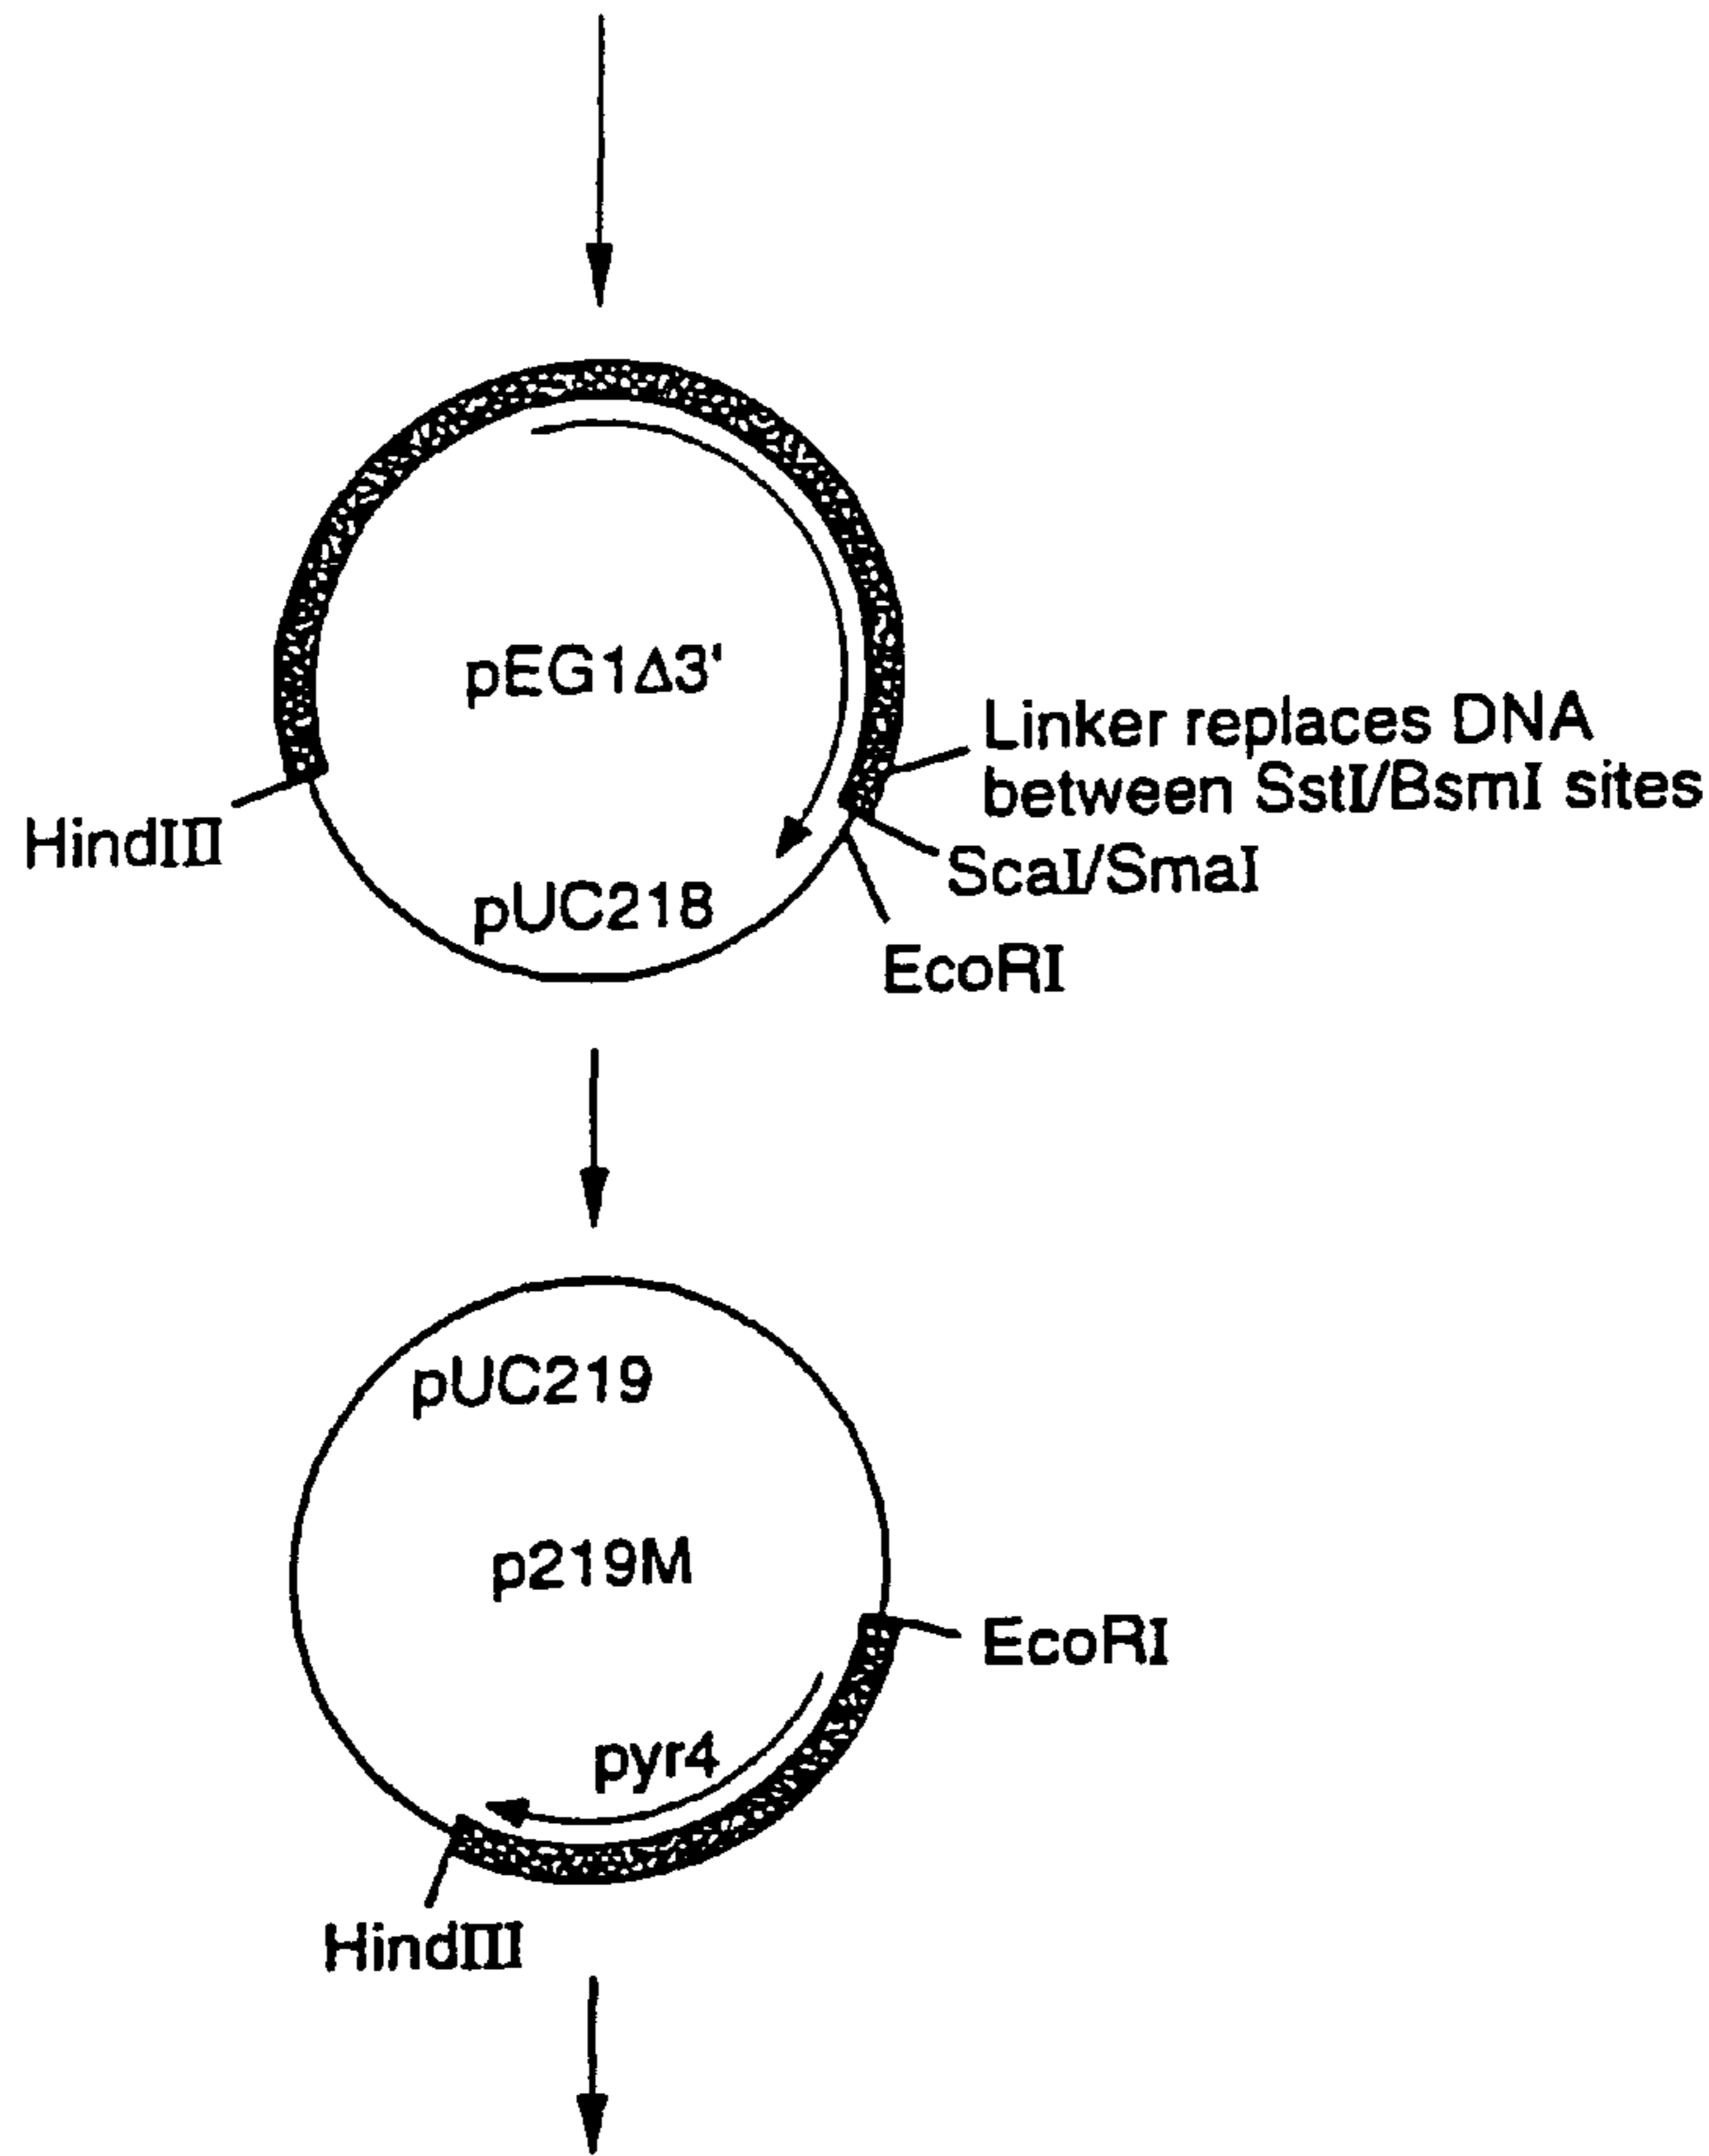 pEG1Δ3'
Linker replaces DNA
between SstI/BsmI sites
HindIII
ScaI/SmaI
pUC218
EcoRI
pUC219
p219M
EcoRI
pyr4
HindIII